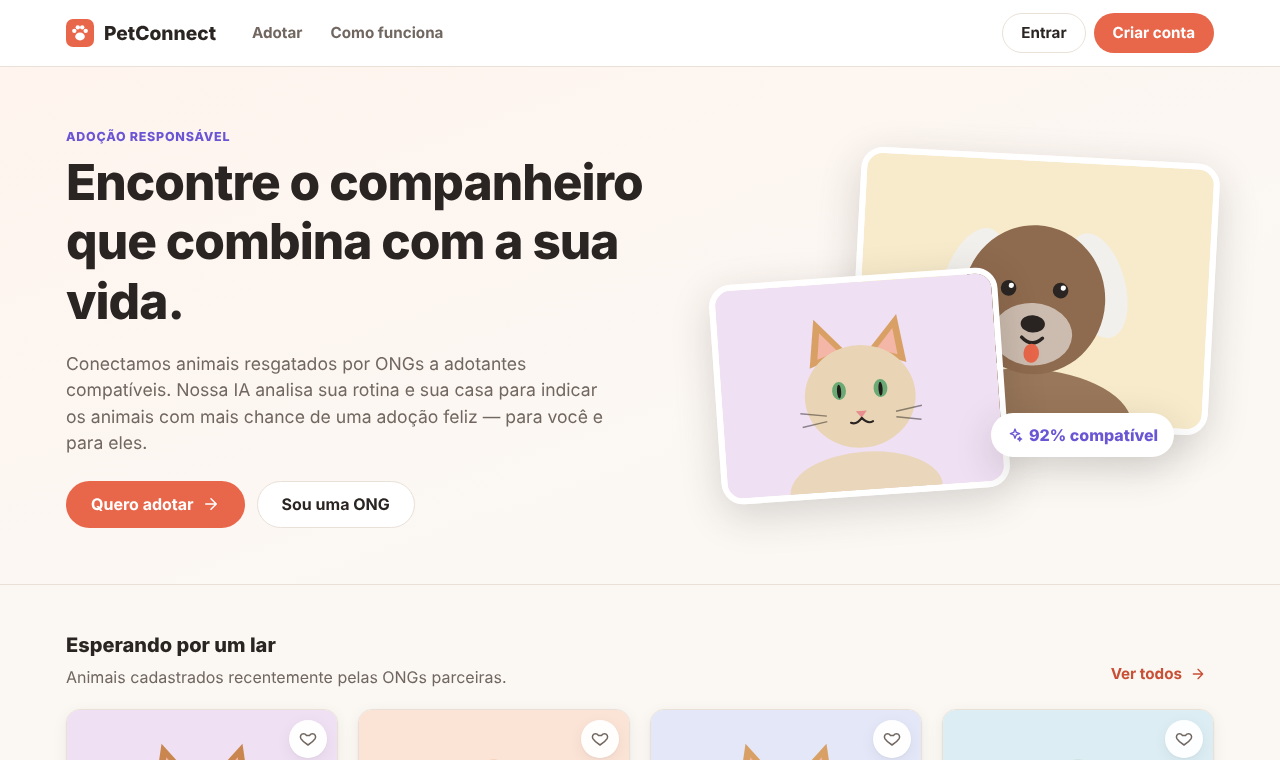 PetConnect
Adotar
Como funciona
Entrar
Criar conta
ADOÇÃO RESPONSÁVEL
Encontre o companheiro
que combina com a sua
vida.
Conectamos animais resgatados por ONGs a adotantes
compatíveis. Nossa IA analisa sua rotina e sua casa para indicar
os animais com mais chance de uma adoção feliz — para você e
para eles.
Quero adotar
Sou uma ONG
92% compatível
Esperando por um lar
Animais cadastrados recentemente pelas ONGs parceiras.
Ver todos